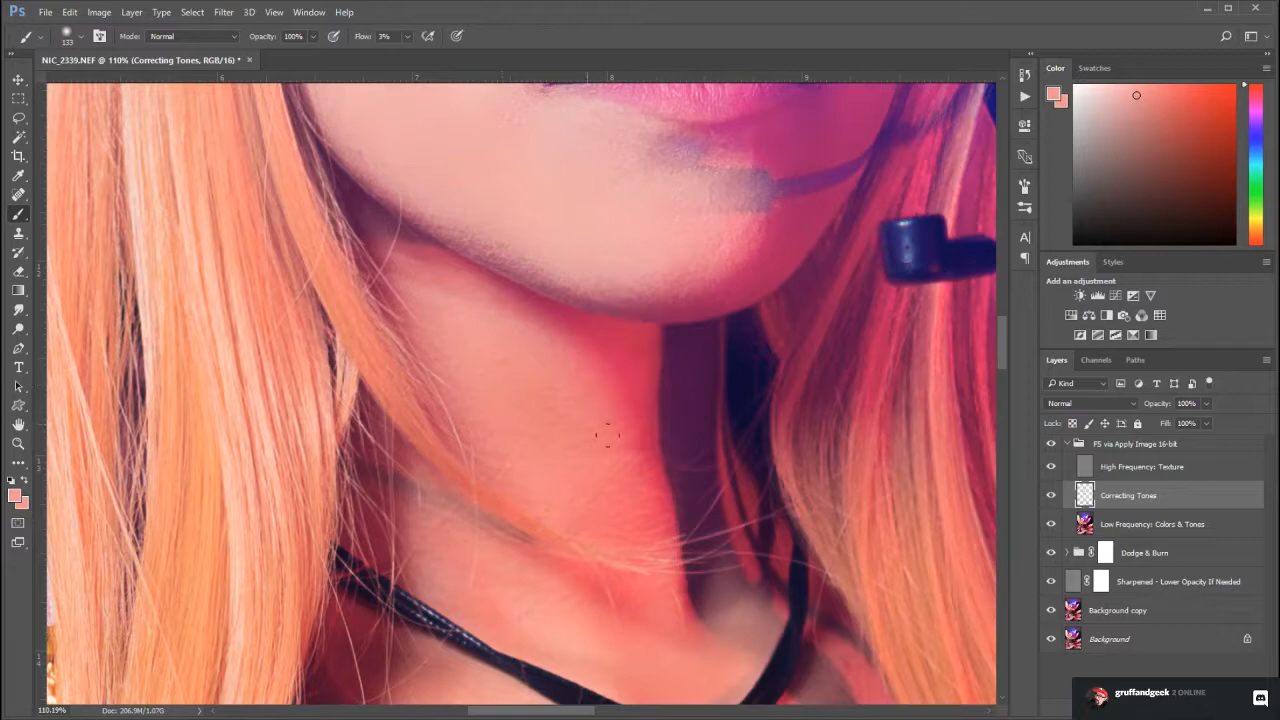 Ps File Edit Image Layer Type Select Filter 3D View Window Help
133 Mode: Normal Opacity: 100% Flow: 3%
NIC_2339.NEF @ 110% (Correcting Tones, RGB/16) * ×
6 7 8 9
Color Swatches
Adjustments Styles
Add an adjustment
Layers Channels Paths
Kind
Normal Opacity: 100%
Lock: Fill: 100%
FS via Apply Image 16-bit
High Frequency: Texture
Correcting Tones
Low Frequency: Colors & Tones
Dodge & Burn
Sharpened - Lower Opacity If Needed
Background copy
Background
gruffandgeek 2 ONLINE
110.19% Doc: 206.9M/1.07G